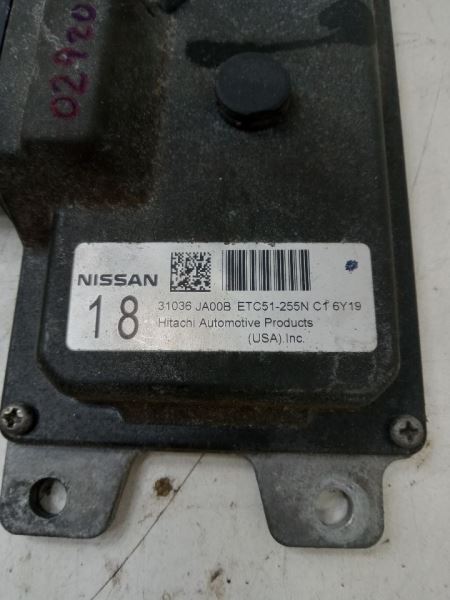 02920
NISSAN
18
31036 JA00B ETC51-255N C1 6Y19
Hitachi Automotive Products
(USA).Inc.